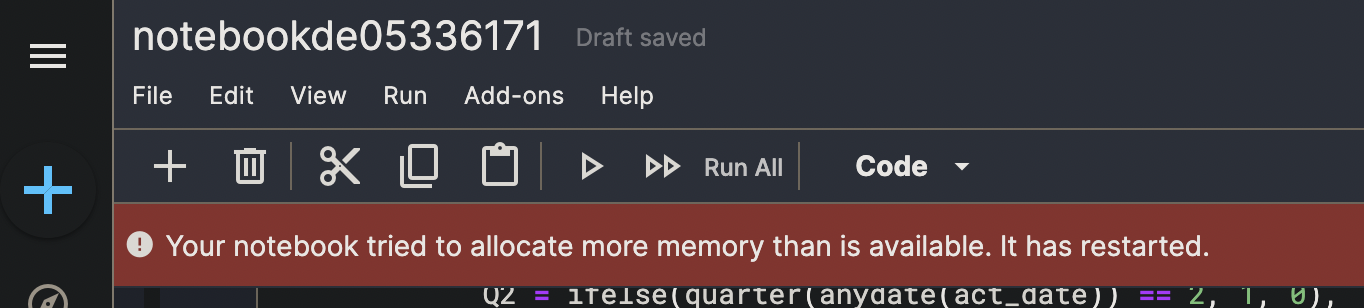 notebookde05336171 Draft saved
File Edit View Run Add-ons Help
Run All Code
Your notebook tried to allocate more memory than is available. It has restarted.
Q2 = ifelse(quarter(anydate(act_date)) == 2, 1, 0),